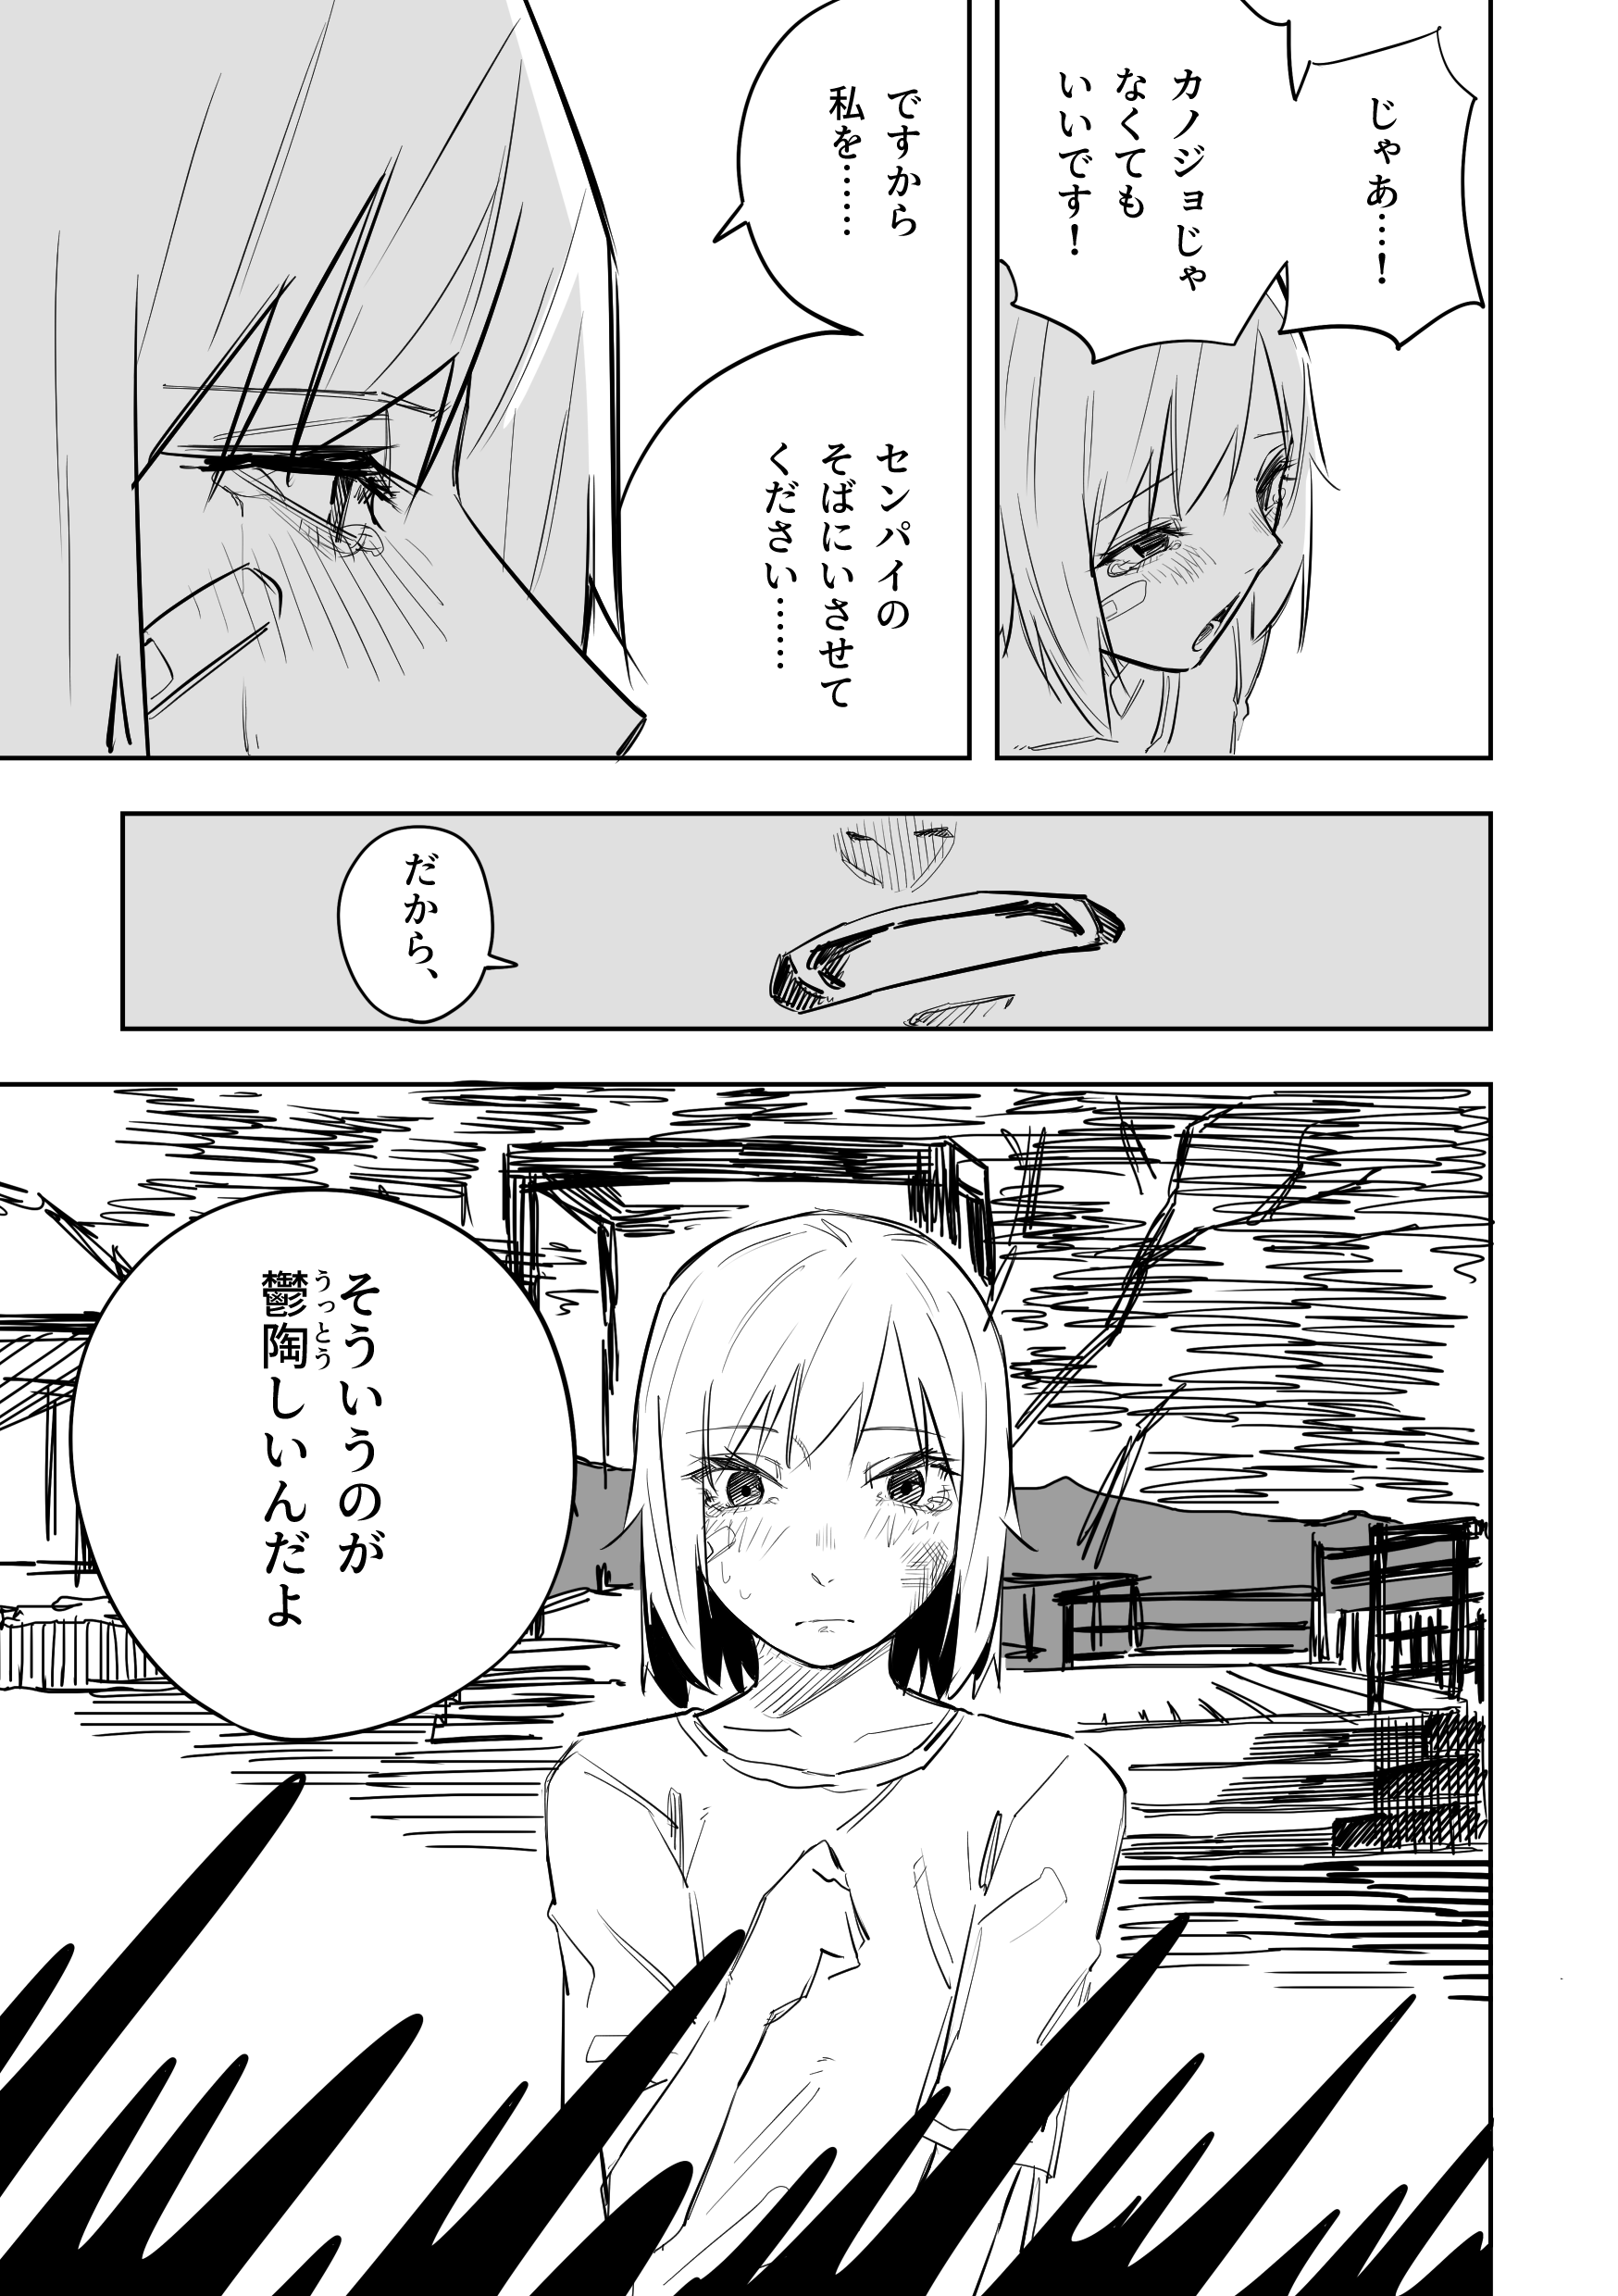 じゃあ…！
カノジョじゃ
なくても
いいです！
ですから
私を……
センパイの
そばにいさせて
ください……
だから、
そういうのが
鬱陶しいんだよ
うっとう